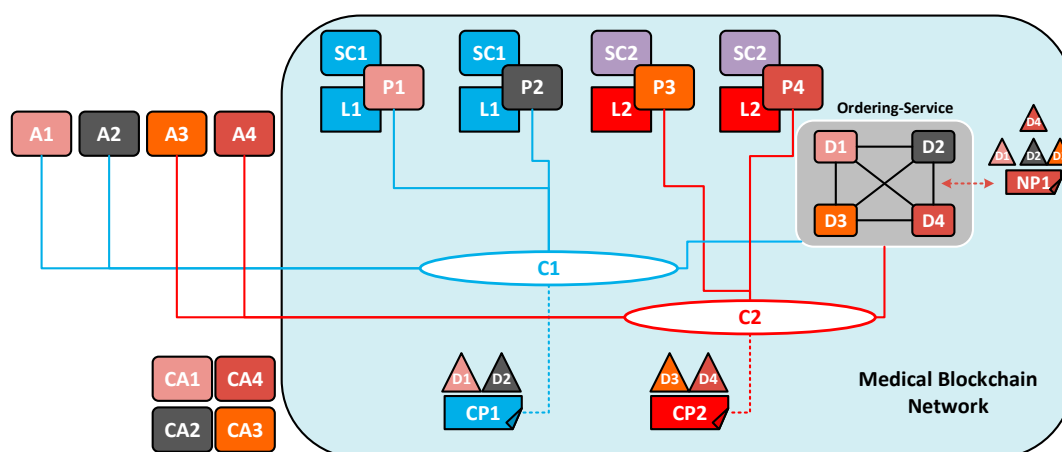 SC1
P1
L1
SC1
P2
L1
SC2
P3
L2
SC2
P4
L2
Ordering-Service
D1
D2
D3
D4
D4
D1
D2
NP1
A1
A2
A3
A4
C1
C2
CA1
CA4
CA2
CA3
D1
D2
CP1
D3
D4
CP2
Medical Blockchain
Network